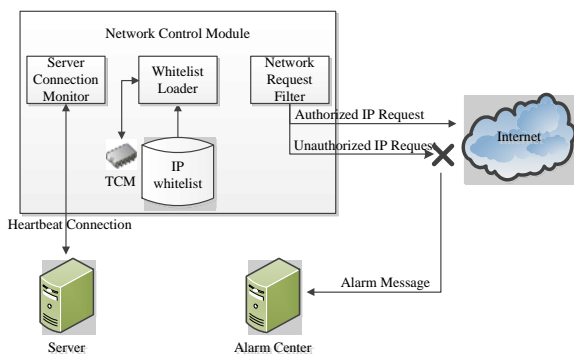 Network Control Module
Server
Connection
Monitor
Whitelist
Loader
Network
Request
Filter
Authorized IP Request
Unauthorized IP Request
Internet
TCM
IP
whitelist
Heartbeat Connection
Alarm Message
Server
Alarm Center